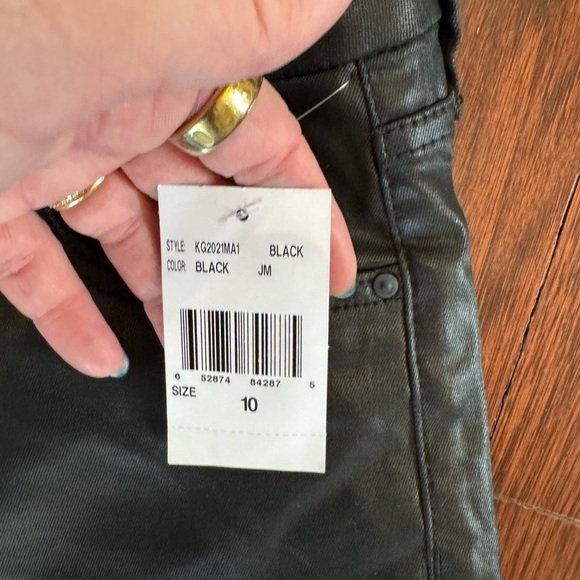 STYLE: KG2021MA1 BLACK
COLOR: BLACK JM
6 52874 84287 5
SIZE
10